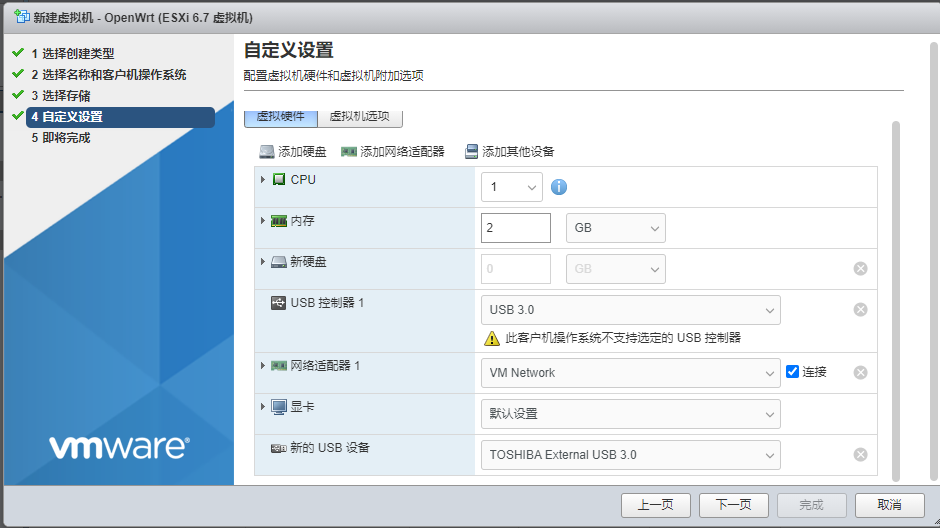 新建虚拟机 - OpenWrt (ESXi 6.7 虚拟机)
1 选择创建类型
2 选择名称和客户机操作系统
3 选择存储
4 自定义设置
5 即将完成
vmware®
自定义设置
配置虚拟机硬件和虚拟机附加选项
虚拟硬件 虚拟机选项
添加硬盘 添加网络适配器 添加其他设备
CPU 1
内存 2 GB
新硬盘 0 GB
USB 控制器 1 USB 3.0
此客户机操作系统不支持选定的 USB 控制器
网络适配器 1 VM Network 连接
显卡 默认设置
新的 USB 设备 TOSHIBA External USB 3.0
上一页 下一页 完成 取消